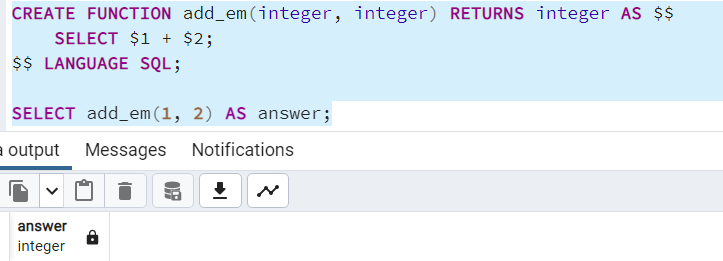 CREATE FUNCTION add_em(integer, integer) RETURNS integer AS $$
    SELECT $1 + $2;
$$ LANGUAGE SQL;
SELECT add_em(1, 2) AS answer;
a output Messages Notifications
answer
integer